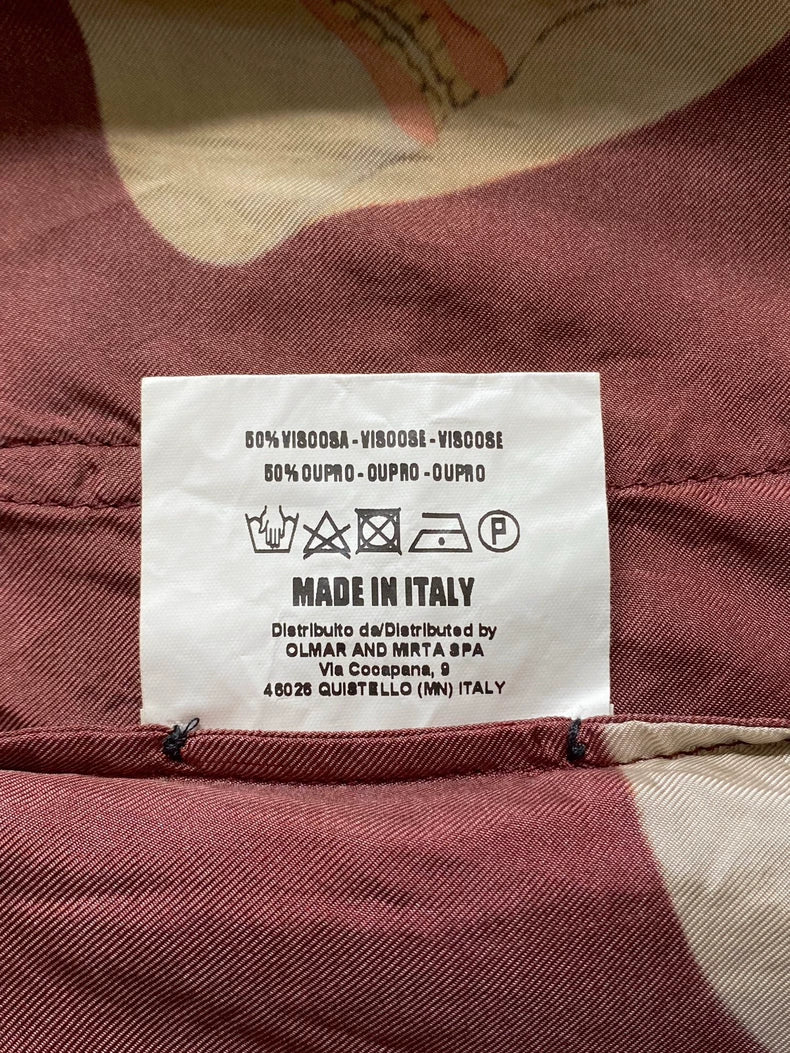 50% VISCOSA - VISCOSE - VISCOSE
50% CUPRO - CUPRO - CUPRO
P
MADE IN ITALY
Distribuito da/Distributed by
OLMAR AND MIRTA SPA
Via Cocapana, 9
46026 QUISTELLO (MN) ITALY